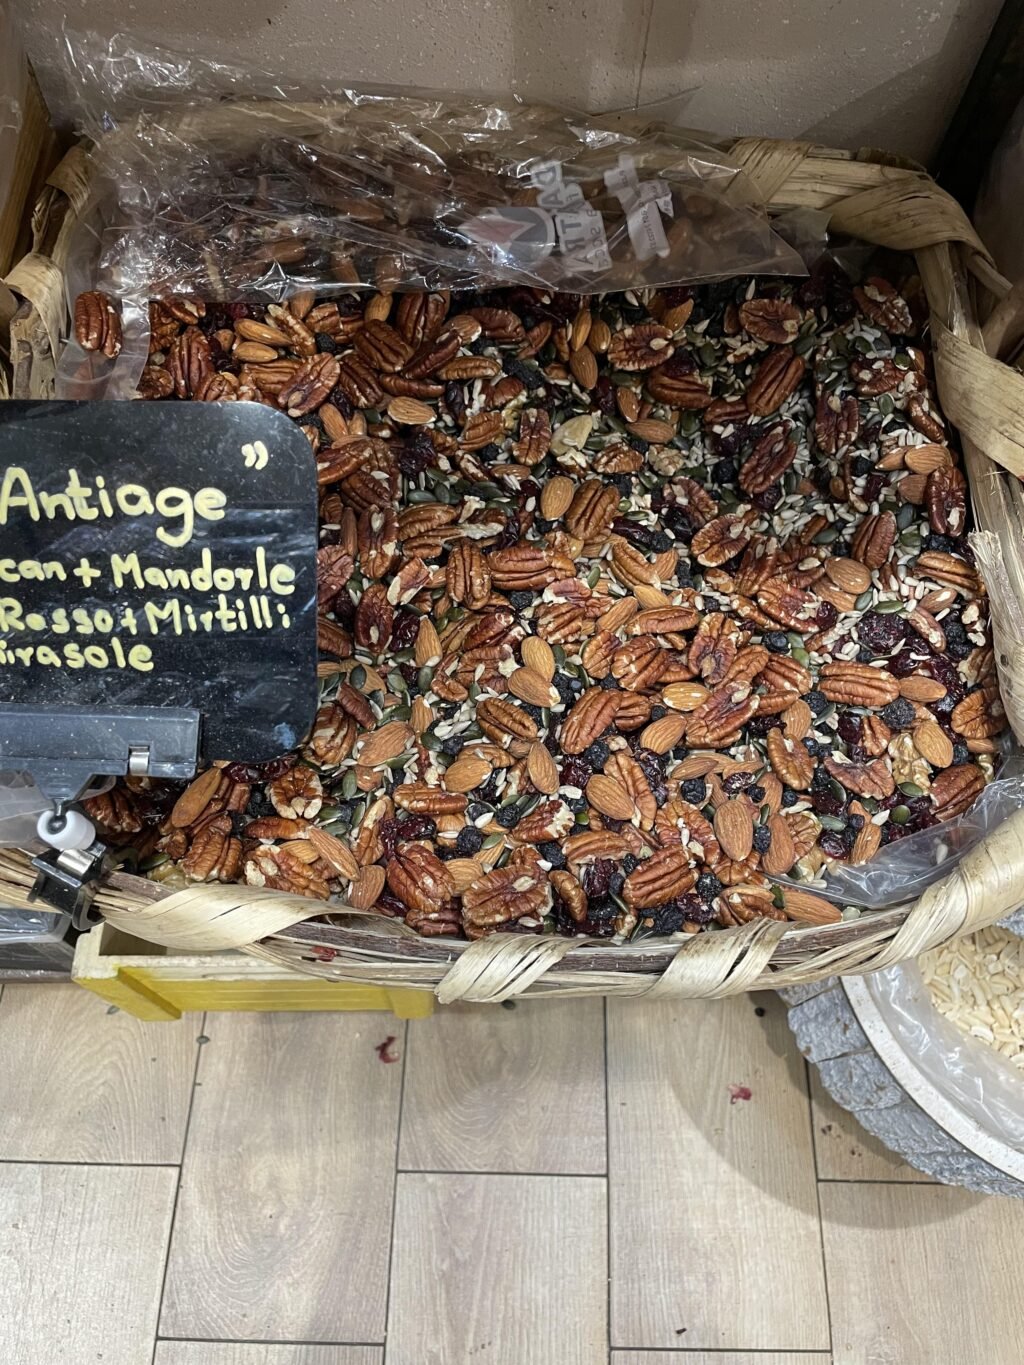 ”
Antiage
can + Mandorle
Rosso + Mirtilli
irasole